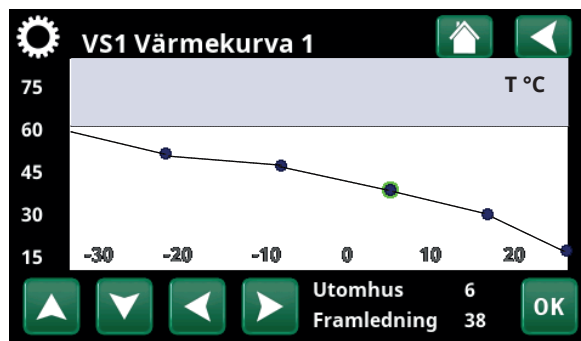 VS1 Värmekurva 1
T °C
75
60
45
30
15
-30 -20 -10 0 10 20
Utomhus 6
Framledning 38
OK